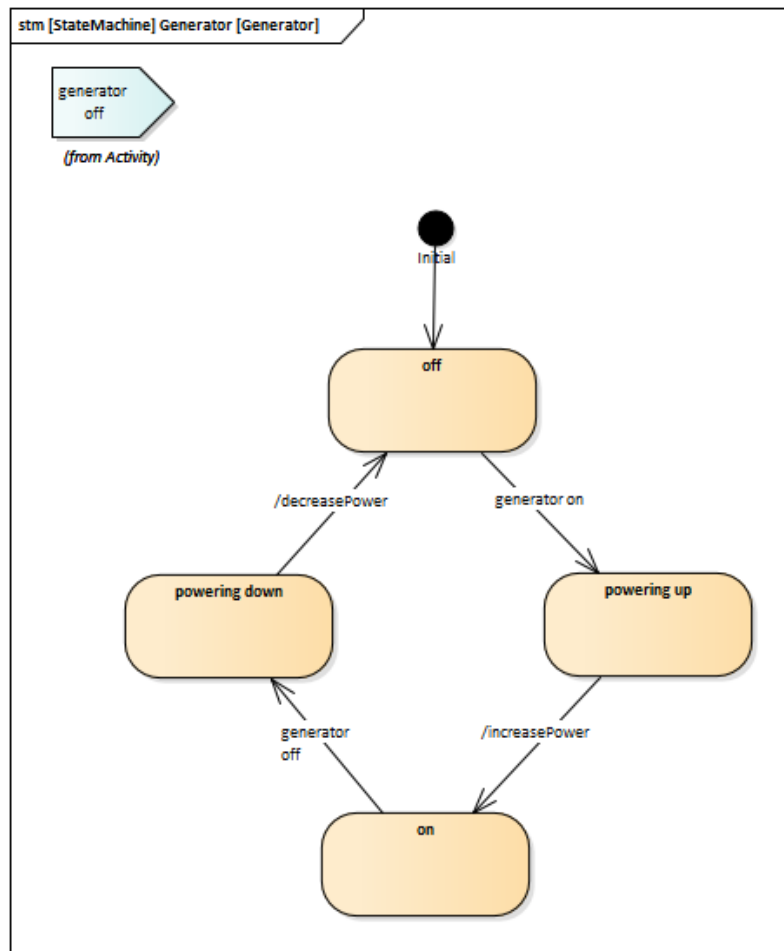 stm [StateMachine] Generator [Generator]
generator
off
(from Activity)
Initial
off
/decreasePower
generator on
powering down
powering up
generator
off
/increasePower
on